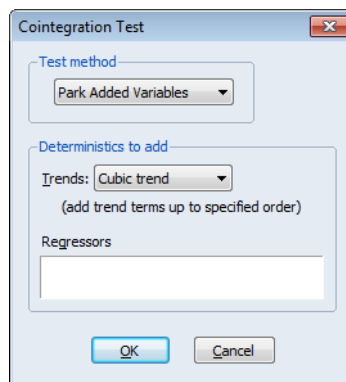 Cointegration Test
Test method
Park Added Variables
Deterministics to add
Trends: Cubic trend
(add trend terms up to specified order)
Regressors
OK
Cancel